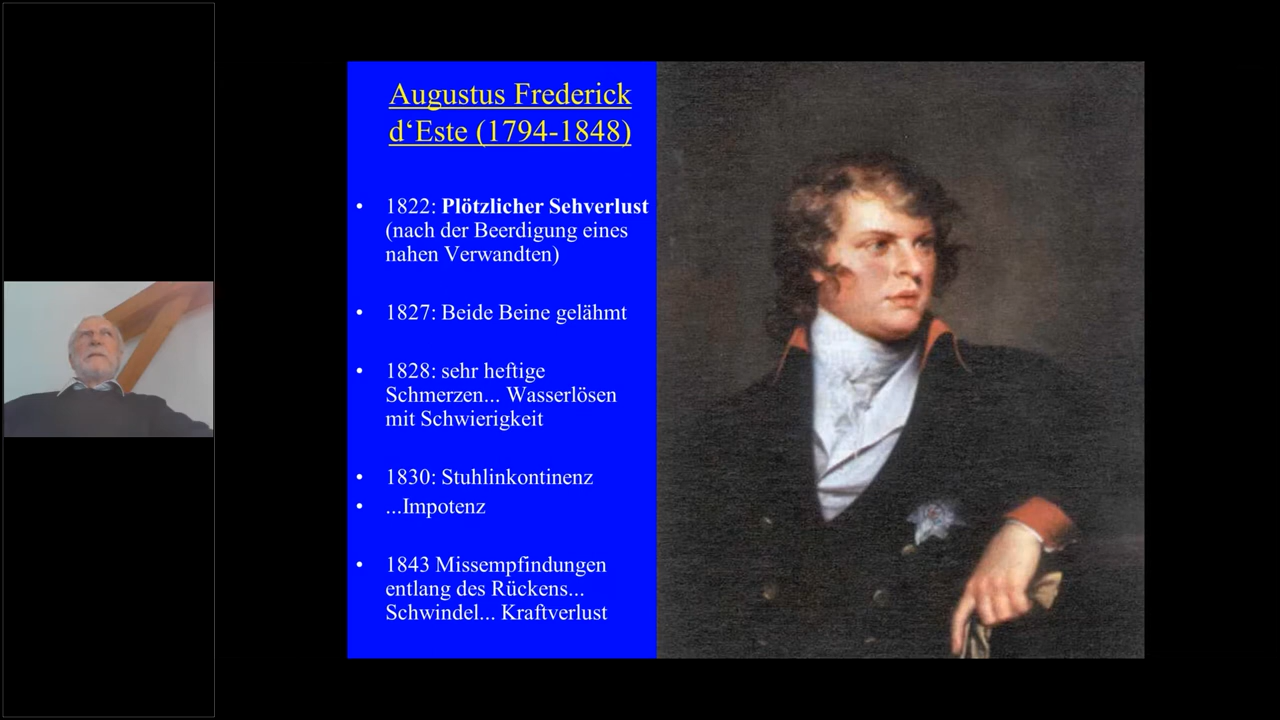 Augustus Frederick
d‘Este (1794-1848)
• 1822: Plötzlicher Sehverlust
(nach der Beerdigung eines
nahen Verwandten)
• 1827: Beide Beine gelähmt
• 1828: sehr heftige
Schmerzen... Wasserlösen
mit Schwierigkeit
• 1830: Stuhlinkontinenz
• ...Impotenz
• 1843 Missempfindungen
entlang des Rückens...
Schwindel... Kraftverlust